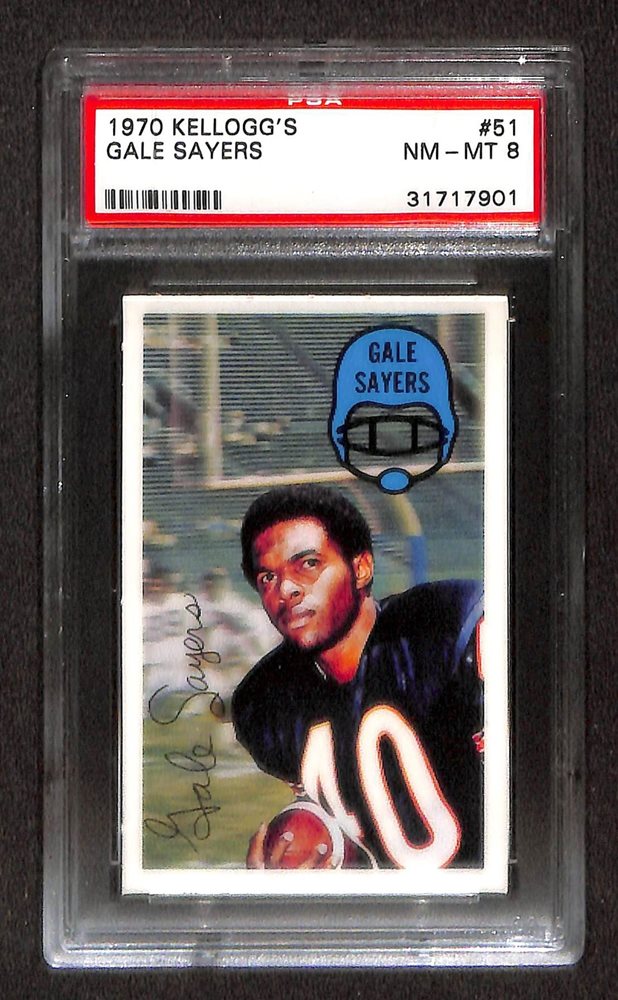 PSA
1970 KELLOGG'S #51
GALE SAYERS NM-MT 8
31717901
GALE
SAYERS
Gale Sayers
40